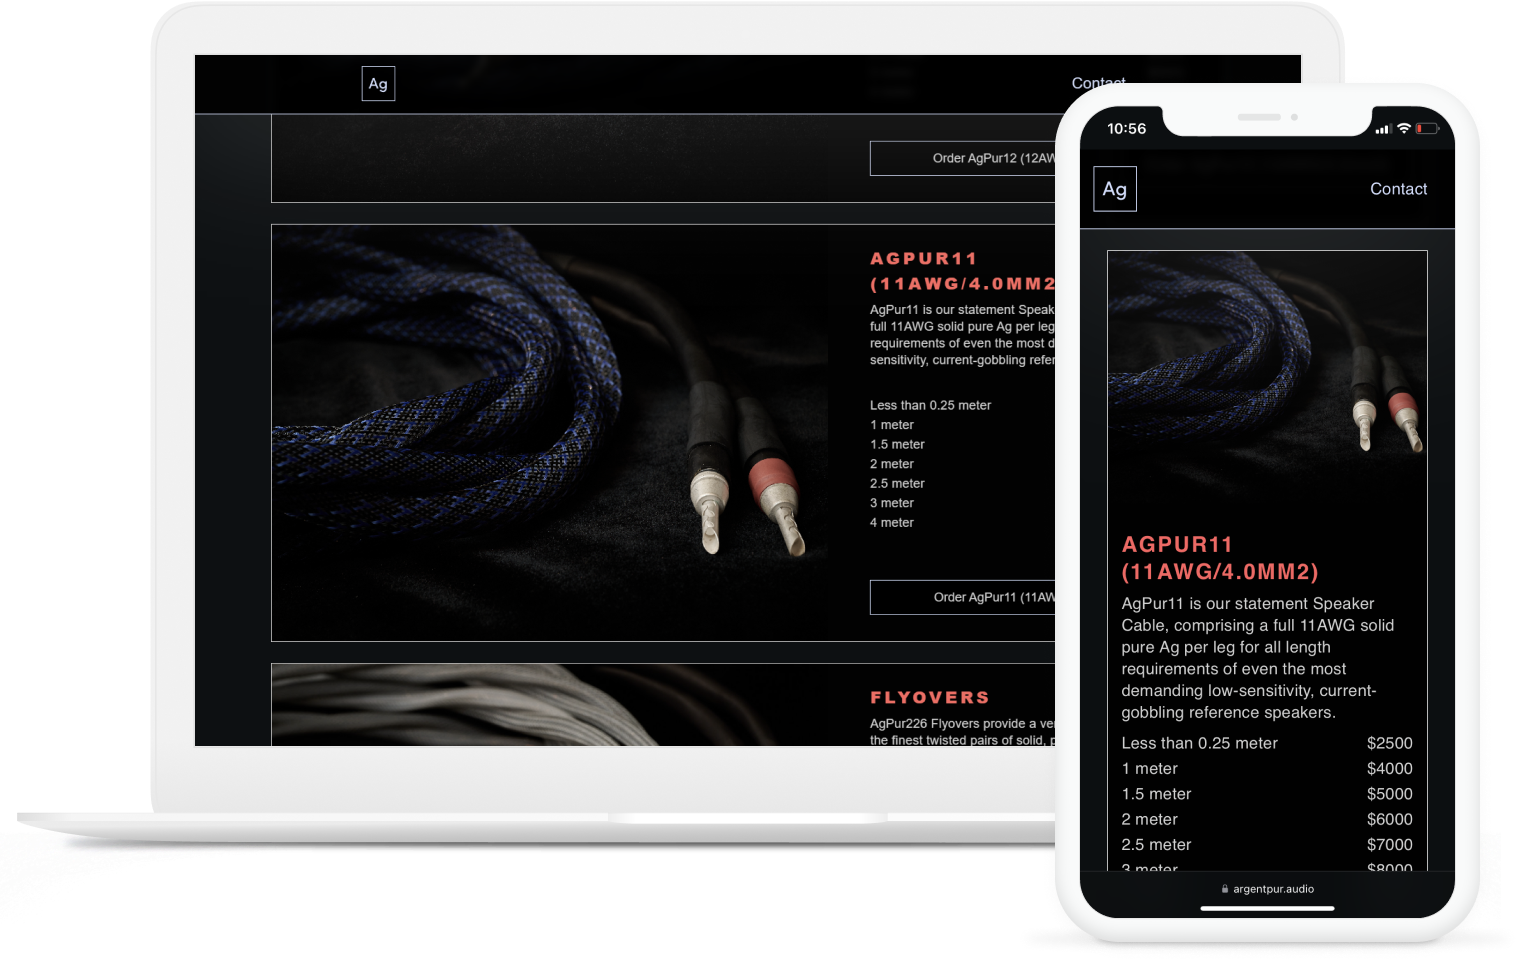 Ag
Contact
Order AgPur12 (12AW
AGPUR11
(11AWG/4.0MM2
AgPur11 is our statement Speak
full 11AWG solid pure Ag per leg
requirements of even the most d
sensitivity, current-gobbling refer
Less than 0.25 meter
1 meter
1.5 meter
2 meter
2.5 meter
3 meter
4 meter
Order AgPur11 (11AW
FLYOVERS
AgPur226 Flyovers provide a ve
the finest twisted pairs of solid, p
10:56
Ag
Contact
AGPUR11
(11AWG/4.0MM2)
AgPur11 is our statement Speaker
Cable, comprising a full 11AWG solid
pure Ag per leg for all length
requirements of even the most
demanding low-sensitivity, current-
gobbling reference speakers.
Less than 0.25 meter $2500
1 meter $4000
1.5 meter $5000
2 meter $6000
2.5 meter $7000
3 meter $8000
argentpur.audio